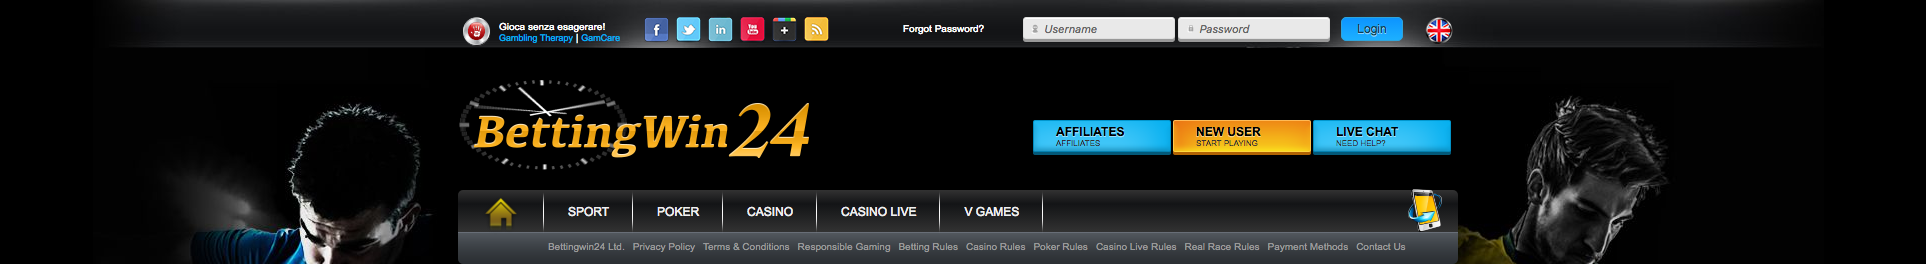 Gioca senza esagerare!
Gambling Therapy | GamCare
Forgot Password?
Username
Password
Login
BettingWin24
AFFILIATES
AFFILIATES
NEW USER
START PLAYING
LIVE CHAT
NEED HELP?
SPORT POKER CASINO CASINO LIVE V GAMES
Bettingwin24 Ltd. Privacy Policy Terms & Conditions Responsible Gaming Betting Rules Casino Rules Poker Rules Casino Live Rules Real Race Rules Payment Methods Contact Us